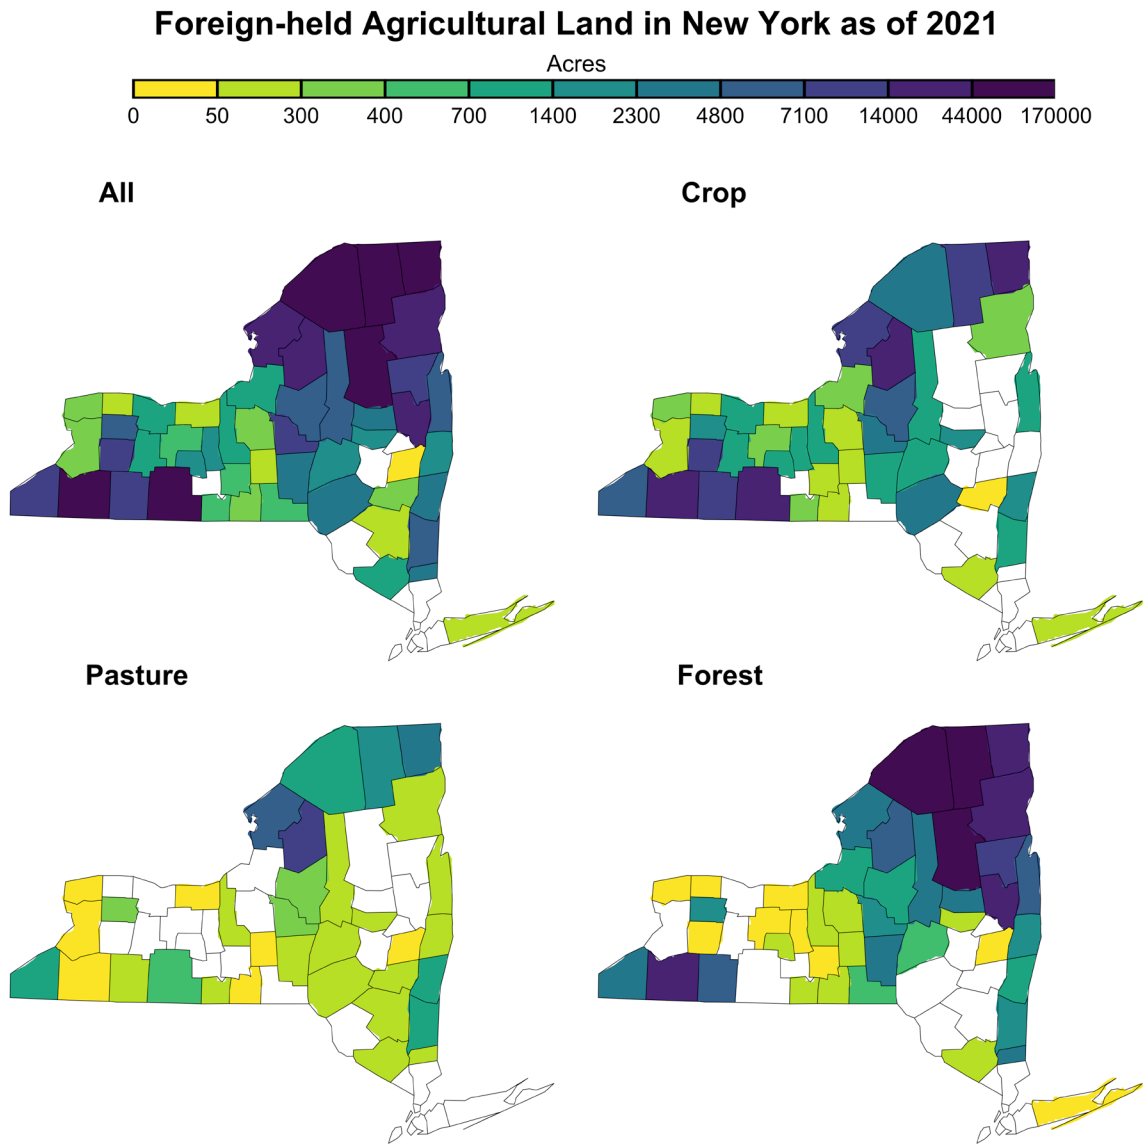 Foreign-held Agricultural Land in New York as of 2021
Acres
0 50 300 400 700 1400 2300 4800 7100 14000 44000 170000
All Crop
Pasture Forest